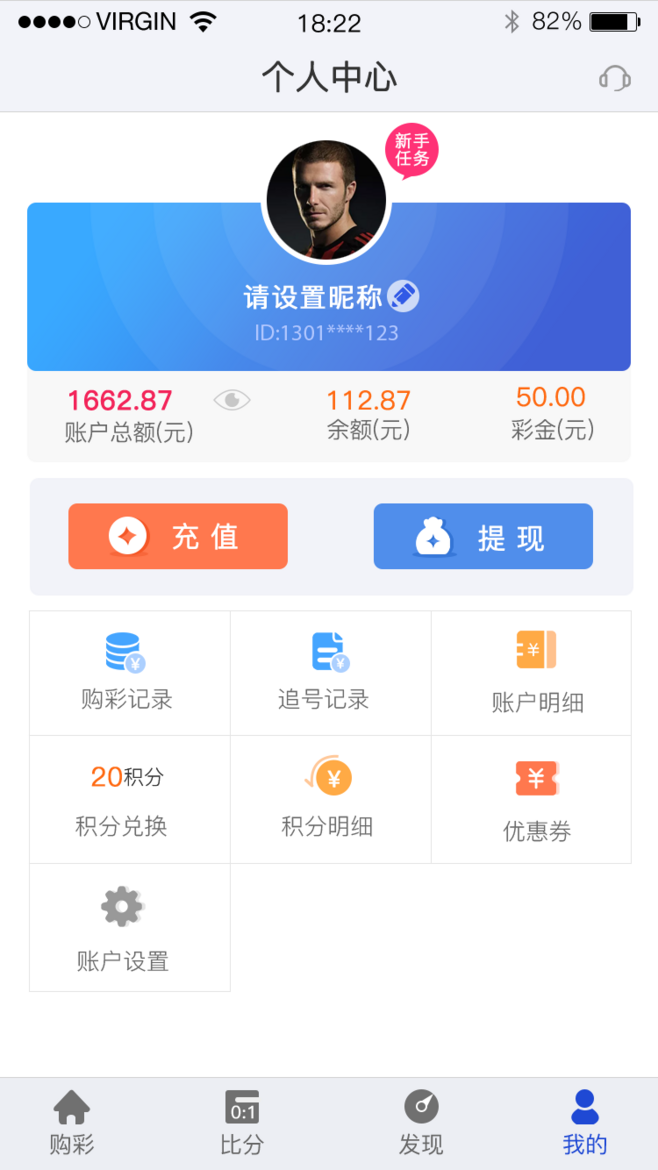 VIRGIN 18:22 82%
个人中心
新手
任务
请设置昵称
ID:1301****123
1662.87 112.87 50.00
账户总额(元) 余额(元) 彩金(元)
充值 提现
购彩记录 追号记录 账户明细
20积分
积分兑换 积分明细 优惠券
账户设置
0:1
购彩 比分 发现 我的